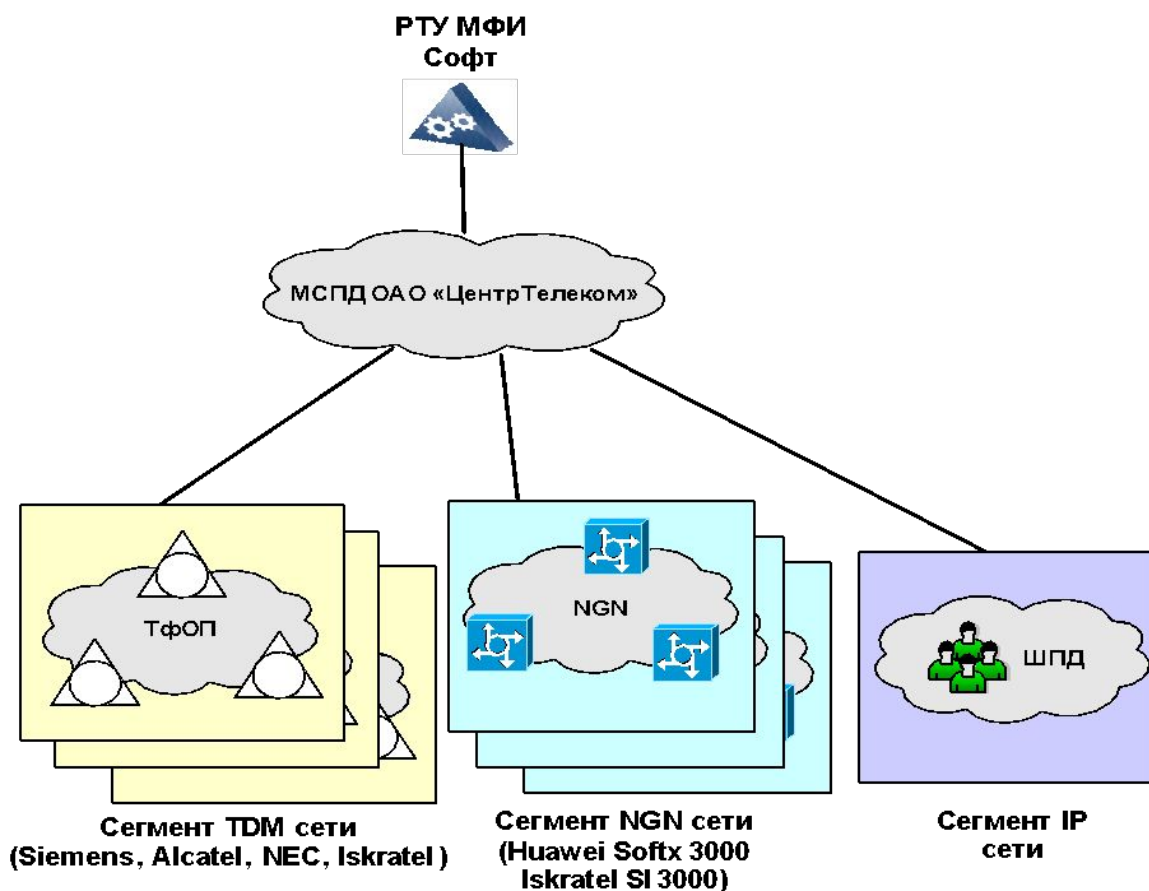 РТУ МФИ
Софт
МСПД ОАО «ЦентрТелеком»
ТфОП
NGN
ШПД
Сегмент TDM сети
(Siemens, Alcatel, NEC, Iskratel)
Сегмент NGN сети
(Huawei Softx 3000
Iskratel SI 3000)
Сегмент IP
сети